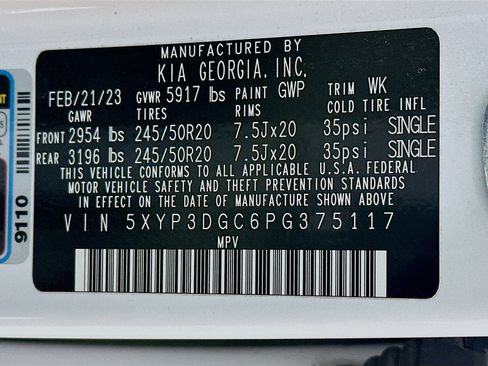 MANUFACTURED BY
KIA GEORGIA, INC.
FEB/21/23 GVWR 5917 lbs PAINT GWP TRIM WK
GAWR TIRES RIMS COLD TIRE INFL
FRONT 2954 lbs 245/50R20 7.5Jx20 35psi SINGLE
REAR 3196 lbs 245/50R20 7.5Jx20 35psi SINGLE
THIS VEHICLE CONFORMS TO ALL APPLICABLE U.S.A. FEDERAL
MOTOR VEHICLE SAFETY AND THEFT PREVENTION STANDARDS
IN EFFECT ON THE DATE OF MANUFACTURE SHOWN ABOVE
VIN 5XYP3DGC6PG375117
MPV
9110